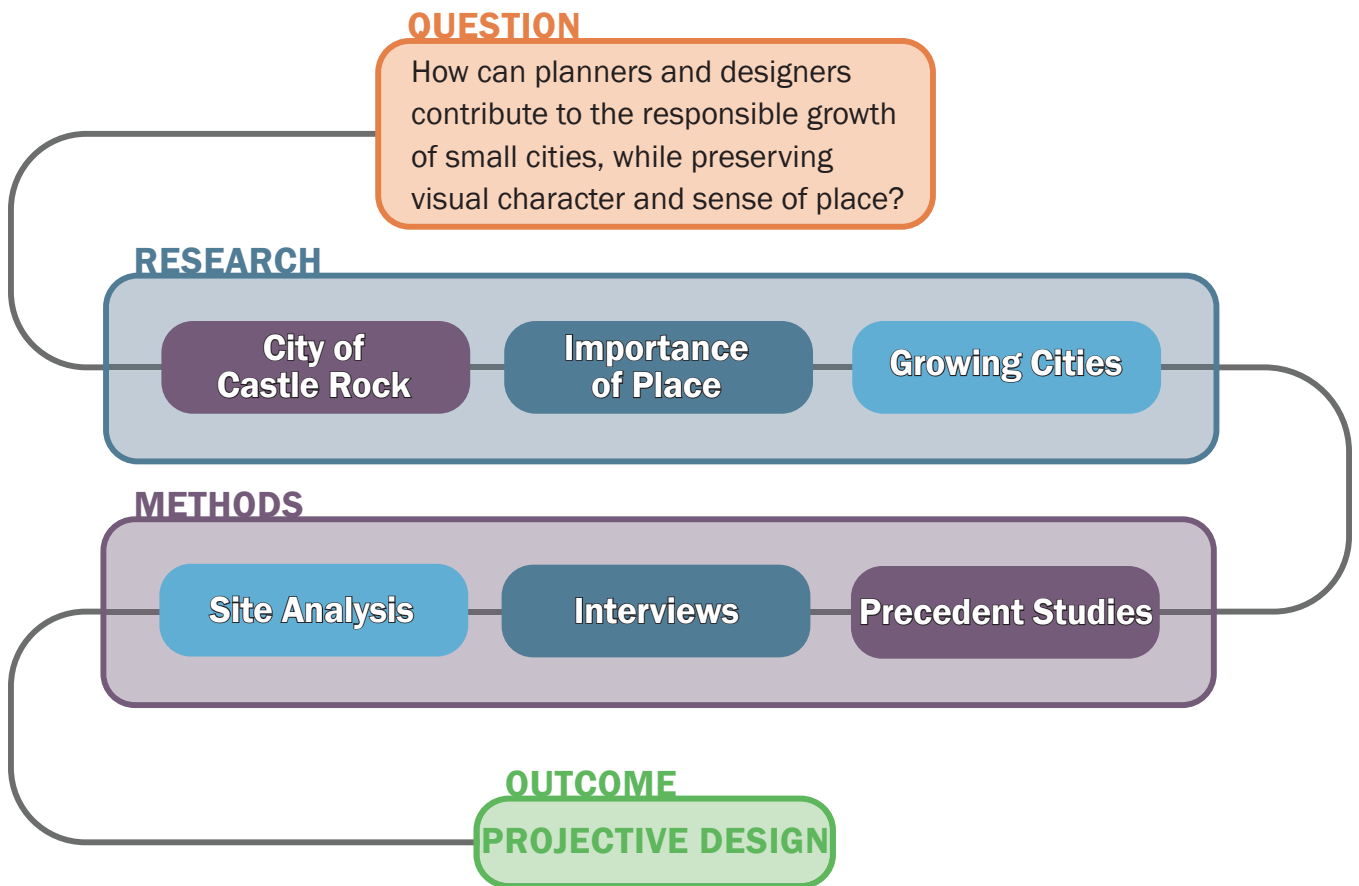 QUESTION
How can planners and designers
contribute to the responsible growth
of small cities, while preserving
visual character and sense of place?
RESEARCH
City of
Castle Rock
Importance
of Place
Growing Cities
METHODS
Site Analysis
Interviews
Precedent Studies
OUTCOME
PROJECTIVE DESIGN